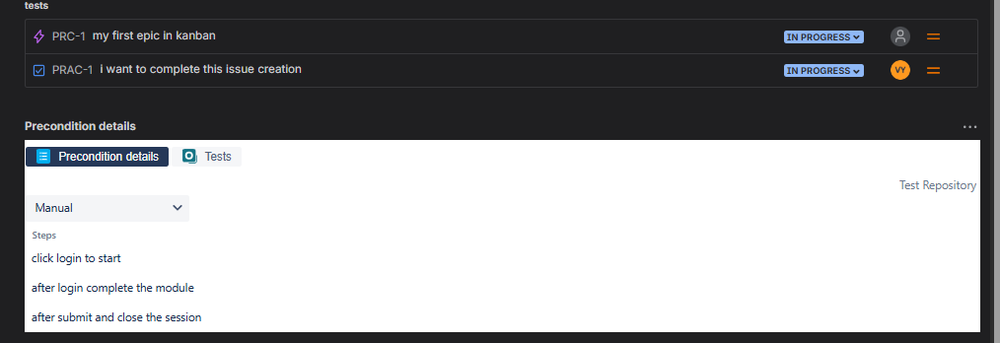 tests
PRC-1 my first epic in kanban IN PROGRESS
PRAC-1 i want to complete this issue creation IN PROGRESS VY
Precondition details
Precondition details Tests
Test Repository
Manual
Steps
click login to start
after login complete the module
after submit and close the session